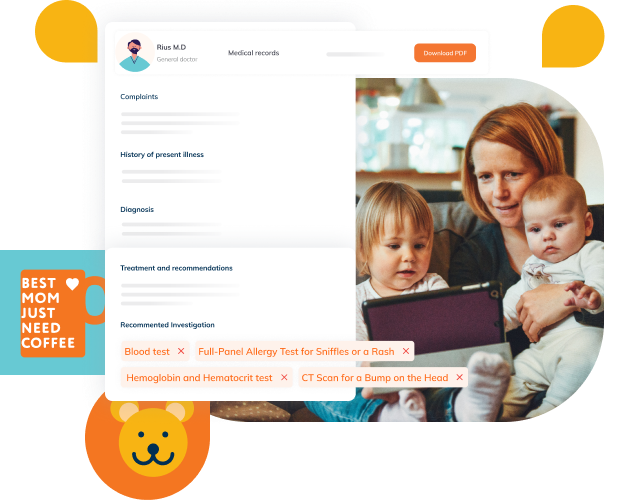 Rius M.D
General doctor
Medical records
Download PDF
Complaints
History of present illness
Diagnosis
Treatment and recommendations
Recommented Investigation
Blood test ×
Full-Panel Allergy Test for Sniffles or a Rash ×
Hemoglobin and Hematocrit test ×
CT Scan for a Bump on the Head ×
BEST
MOM
JUST
NEED
COFFEE